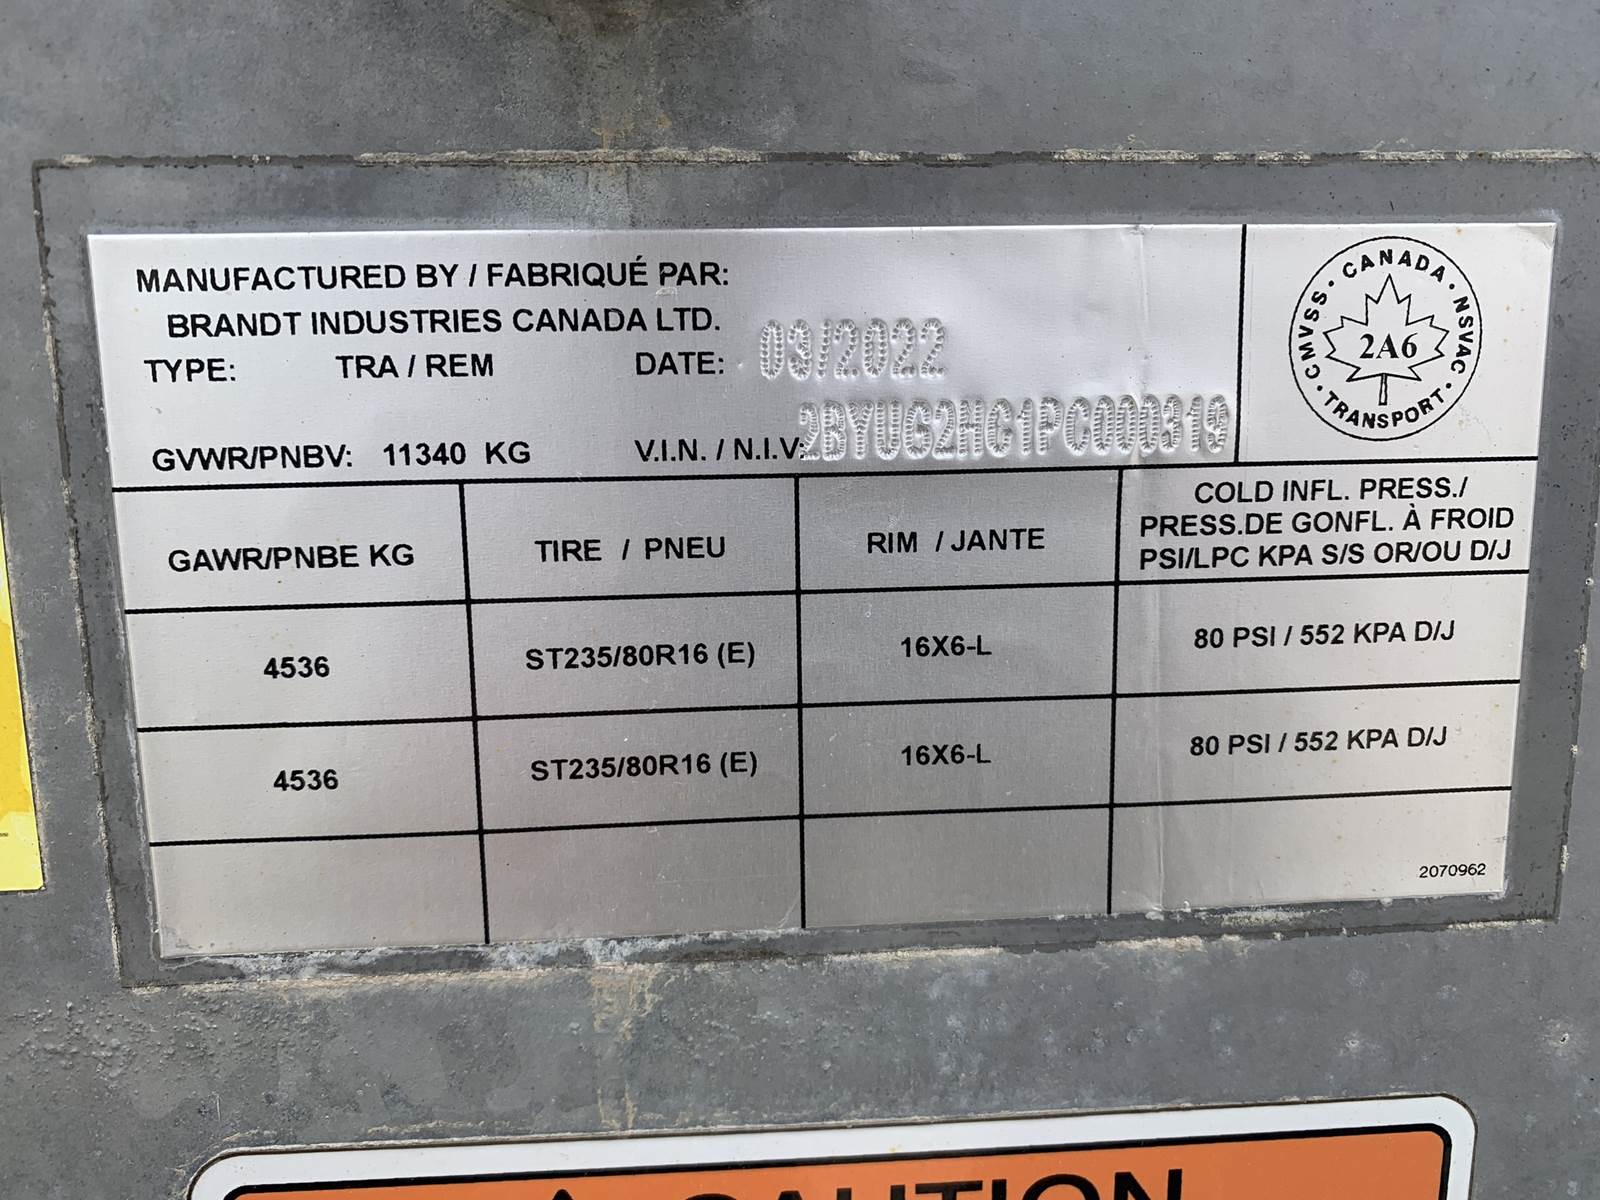 MANUFACTURED BY / FABRIQUÉ PAR:
BRANDT INDUSTRIES CANADA LTD.
TYPE: TRA / REM DATE: 03/2022
GVWR/PNBV: 11340 KG V.I.N. / N.I.V: 2BYUG2HC1PC000319
CANADA · NSVAC · TRANSPORT · CMVSS ·
2A6
GAWR/PNBE KG TIRE / PNEU RIM / JANTE COLD INFL. PRESS./
PRESS.DE GONFL. À FROID
PSI/LPC KPA S/S OR/OU D/J
4536 ST235/80R16 (E) 16X6-L 80 PSI / 552 KPA D/J
4536 ST235/80R16 (E) 16X6-L 80 PSI / 552 KPA D/J
2070962
CAUTION